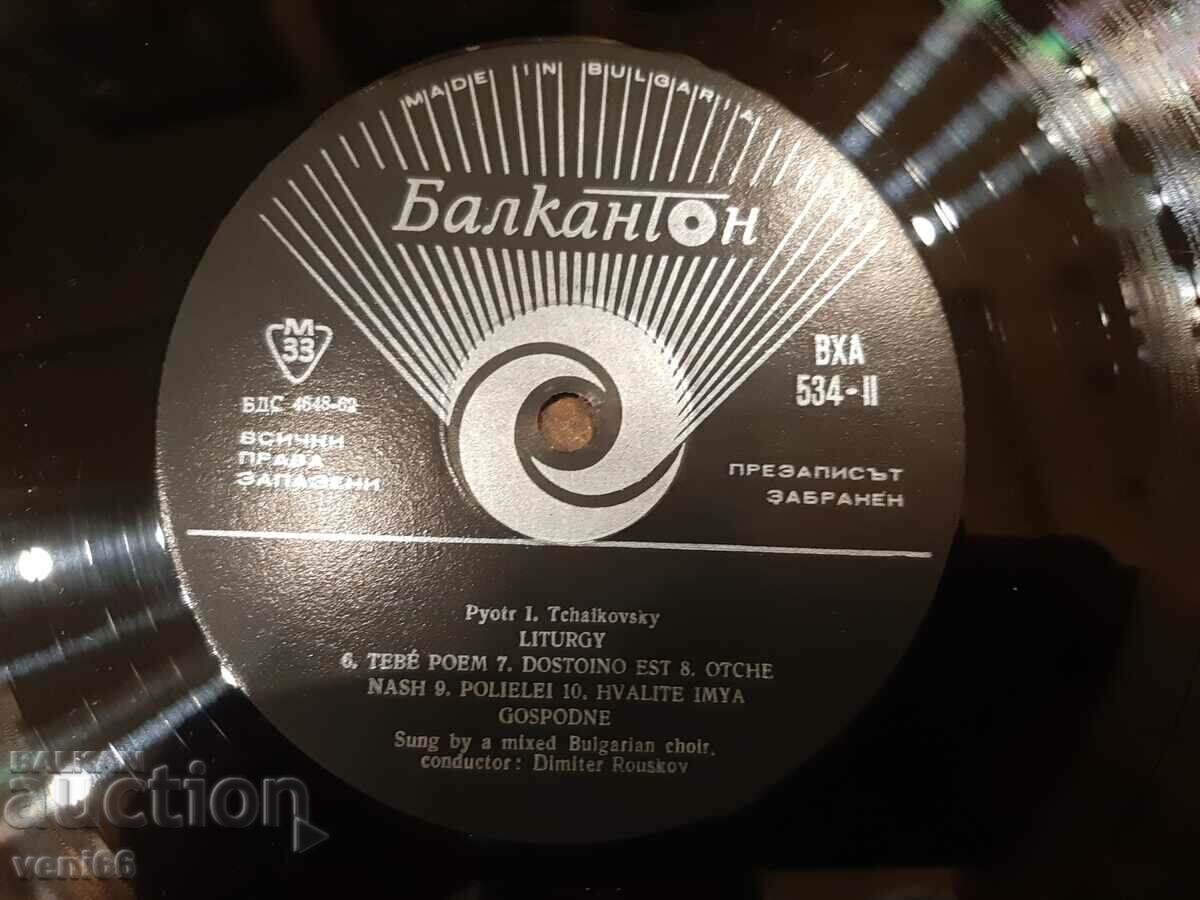 MADE IN BULGARIA
Балкантон
М
33
БДС 4648-62
ВСИЧНИ
ПРАВА
ЗАПАЗЕНИ
ВХА
534-II
ПРЕЗАПИСЪТ
ЗАБРАНЕН
Pyotr I. Tchaikovsky
LITURGY
6. TEBÉ POEM 7. DOSTOINO EST 8. OTCHE
NASH 9. POLIELEI 10. HVALITE IMYA
GOSPODNE
Sung by a mixed Bulgarian choir,
conductor: Dimiter Rouskov
BALKAN
auction
veni66